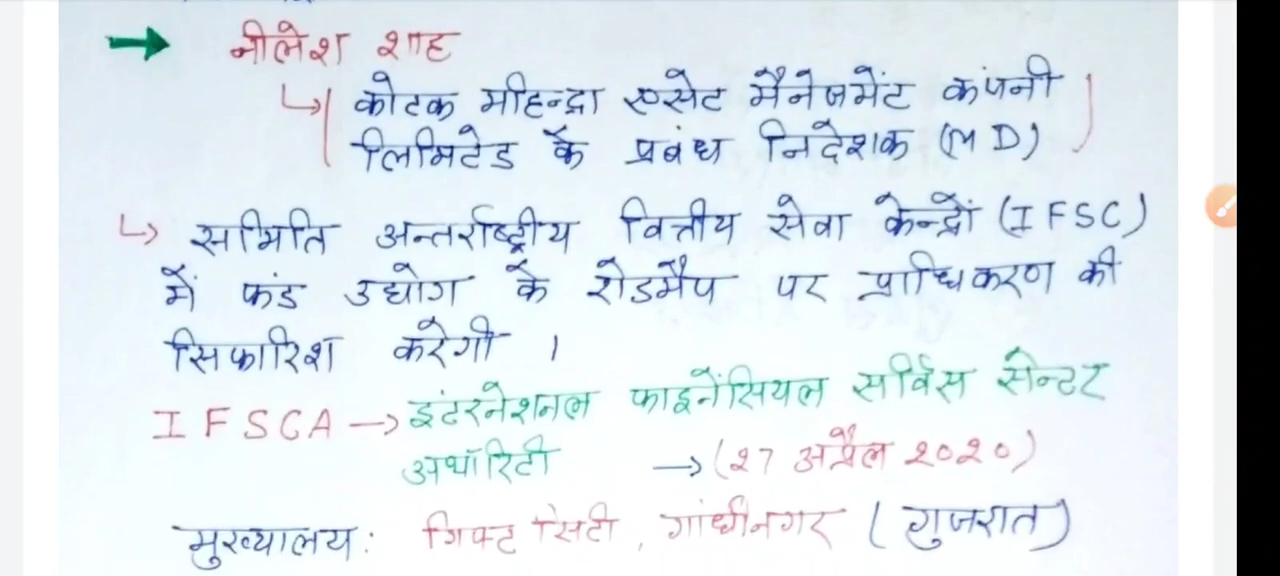 → नीलेश शाह
↳ कोटक महिन्द्रा एसेट मैनेजमेंट कंपनी
लिमिटेड के प्रबंध निदेशक (MD)
↳ समिति अन्तर्राष्ट्रीय वित्तीय सेवा केन्द्रों (IFSC)
में फंड उद्योग के रोडमैप पर प्राधिकरण की
सिफारिश करेगी ।
IFSCA → इंटरनेशनल फाइनेंसियल सर्विस सेन्टर
अथॉरिटी → (27 अप्रैल 2020)
मुख्यालय: गिफ्ट सिटी, गांधीनगर (गुजरात)